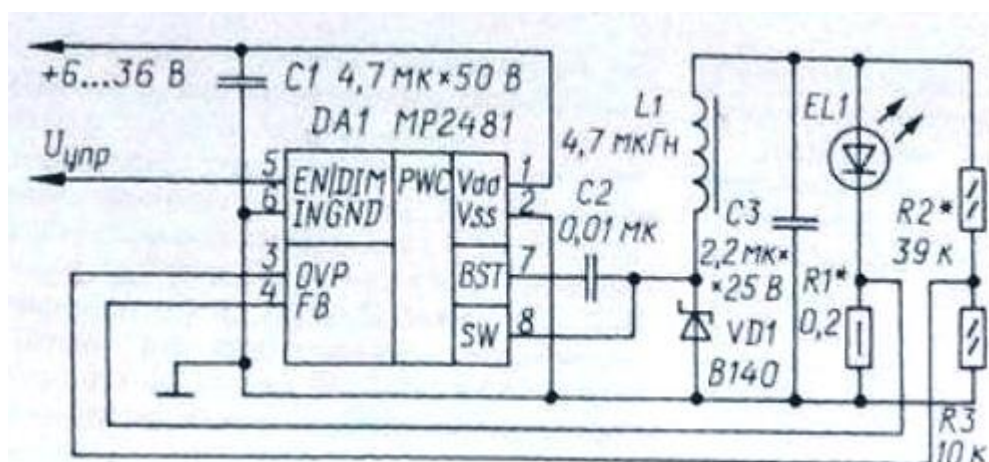 +6...36 В
C1 4,7 мк×50 В
DA1 MP2481
Uупр
5
6
3
4
EN/DIM
INGND
OVP
FB
PWC
Vdd
Vss
BST
SW
1
2
7
8
C2
0,01 мк
L1
4,7 мкГн
C3
2,2 мк×
×25 В
VD1
B140
EL1
R1*
0,2
R2*
39 к
R3
10 к